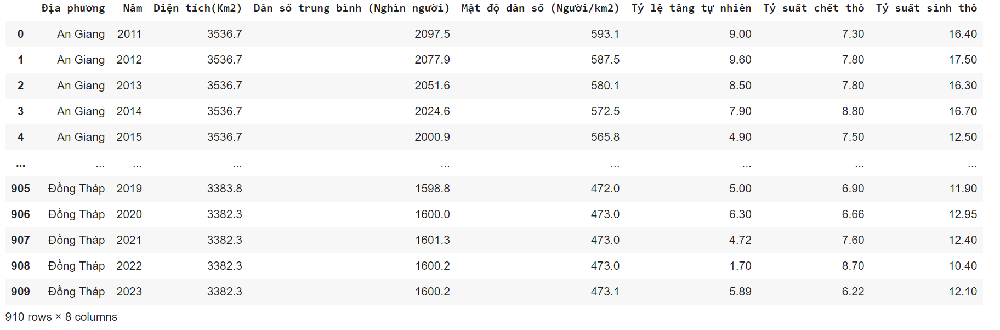 Địa phương Năm Diện tích(Km2) Dân số trung bình (Nghìn người) Mật độ dân số (Người/km2) Tỷ lệ tăng tự nhiên Tỷ suất chết thô Tỷ suất sinh thô
0 An Giang 2011 3536.7 2097.5 593.1 9.00 7.30 16.40
1 An Giang 2012 3536.7 2077.9 587.5 9.60 7.80 17.50
2 An Giang 2013 3536.7 2051.6 580.1 8.50 7.80 16.30
3 An Giang 2014 3536.7 2024.6 572.5 7.90 8.80 16.70
4 An Giang 2015 3536.7 2000.9 565.8 4.90 7.50 12.50
... ... ... ... ... ... ... ... ...
905 Đồng Tháp 2019 3383.8 1598.8 472.0 5.00 6.90 11.90
906 Đồng Tháp 2020 3382.3 1600.0 473.0 6.30 6.66 12.95
907 Đồng Tháp 2021 3382.3 1601.3 473.0 4.72 7.60 12.40
908 Đồng Tháp 2022 3382.3 1600.2 473.0 1.70 8.70 10.40
909 Đồng Tháp 2023 3382.3 1600.2 473.1 5.89 6.22 12.10
910 rows × 8 columns